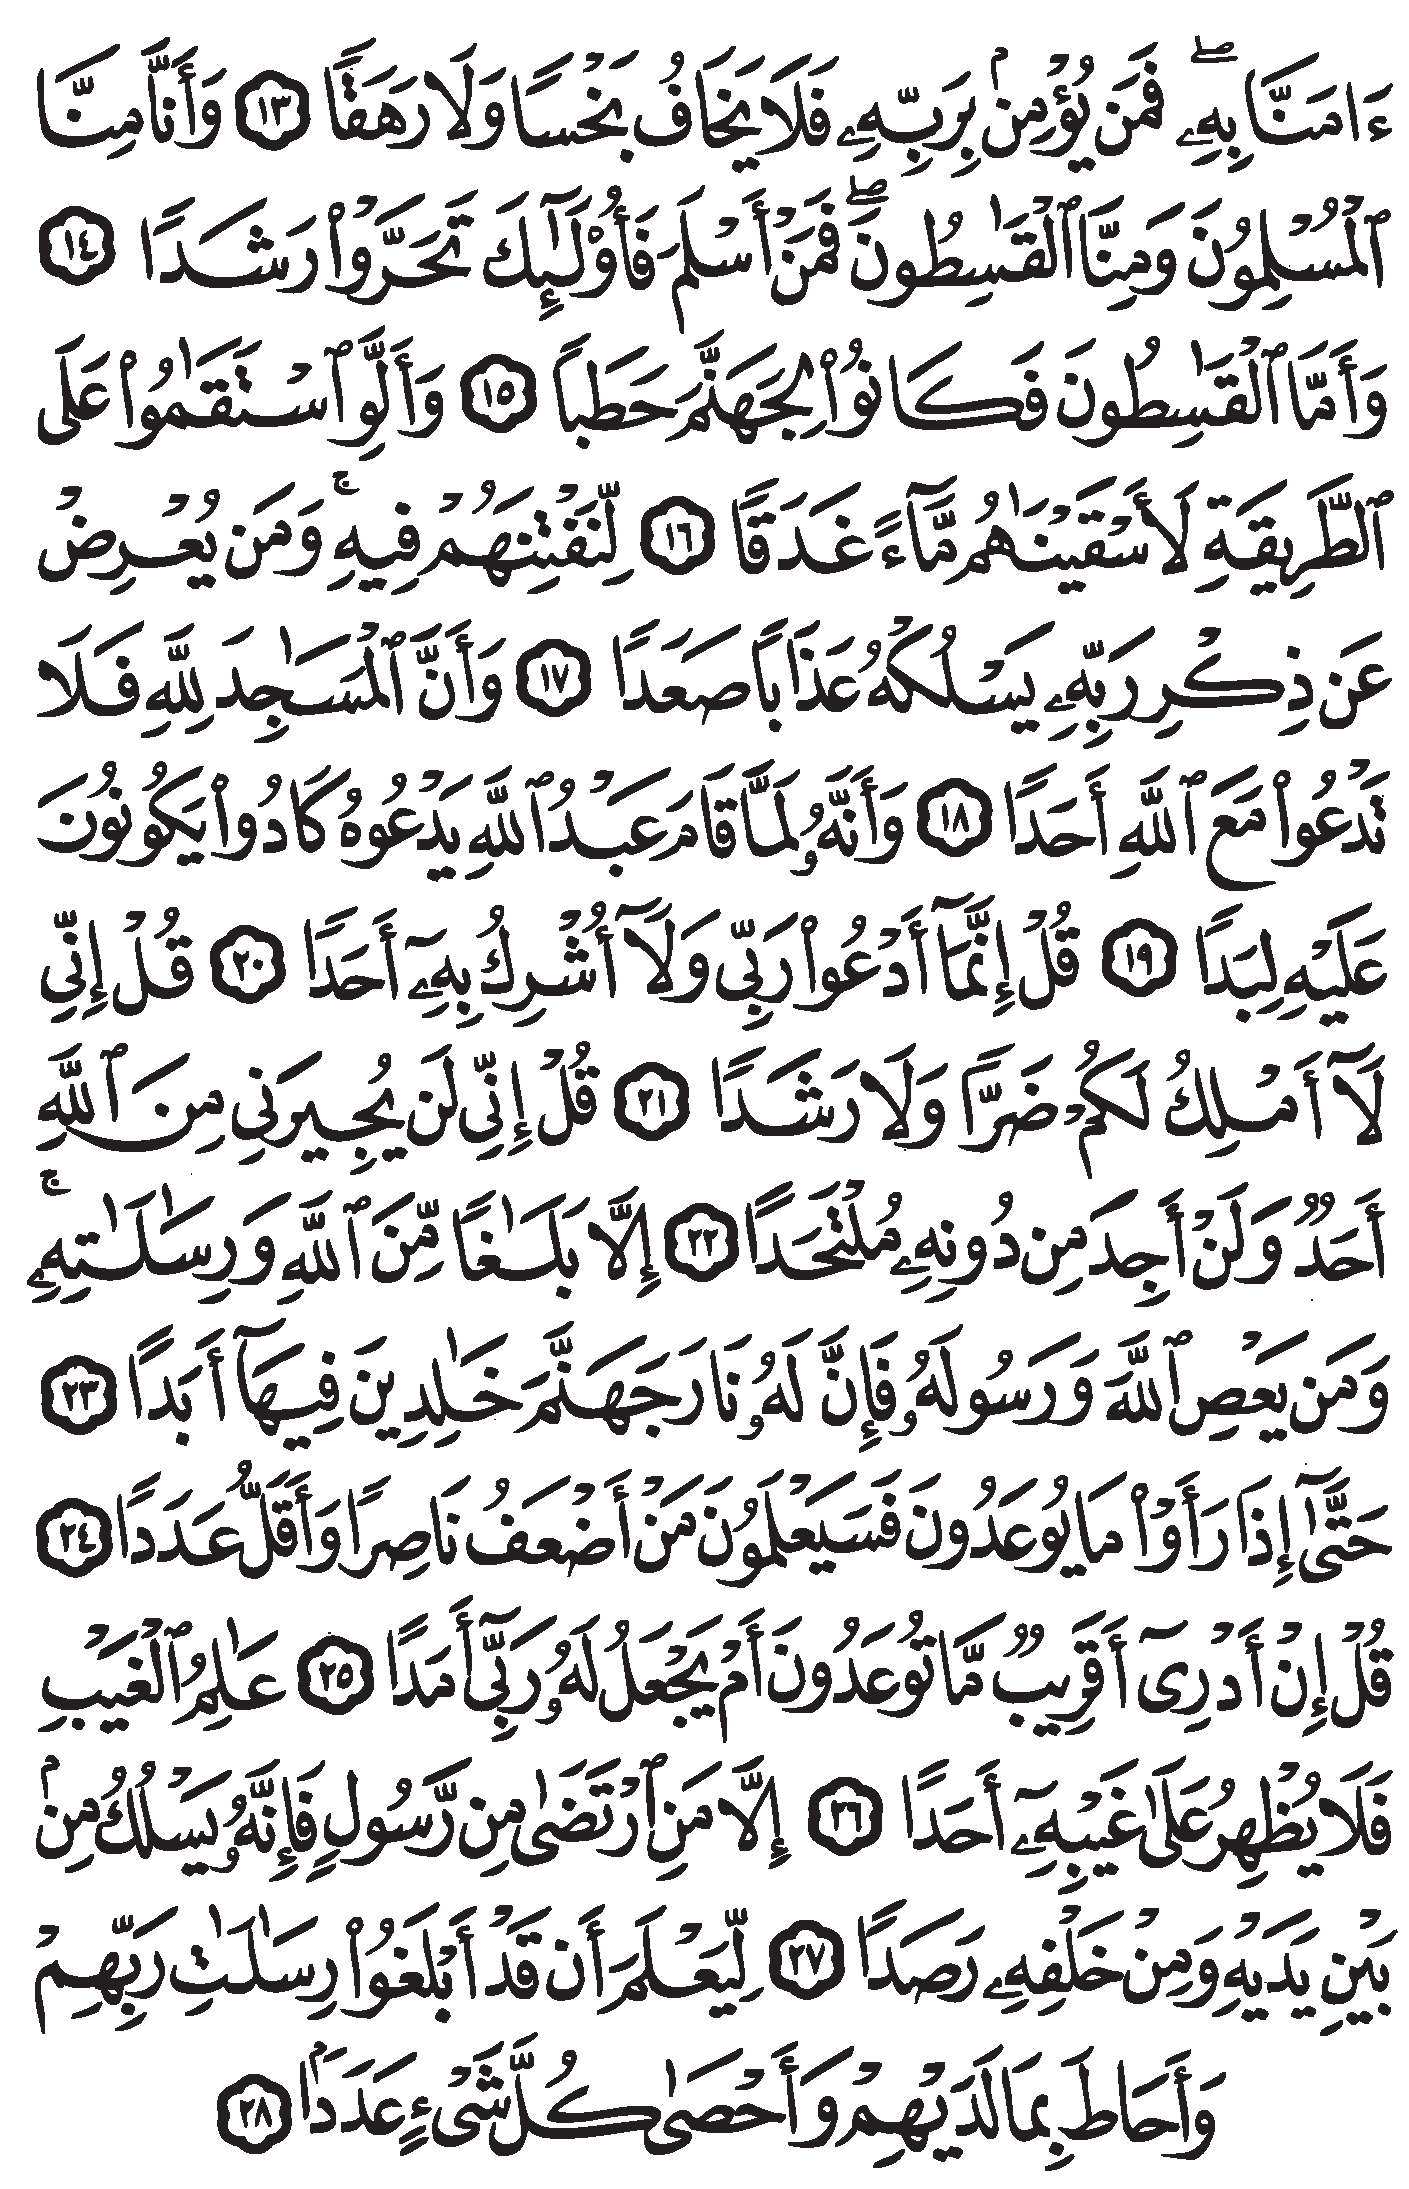 ءَامَنَّا بِهِۦۖ فَمَن يُؤْمِنۢ بِرَبِّهِۦ فَلَا يَخَافُ بَخْسًا وَلَا رَهَقًا ١٣ وَأَنَّا مِنَّا
ٱلْمُسْلِمُونَ وَمِنَّا ٱلْقَٰسِطُونَۖ فَمَنْ أَسْلَمَ فَأُو۟لَٰٓئِكَ تَحَرَّوْا۟ رَشَدًا ١٤
وَأَمَّا ٱلْقَٰسِطُونَ فَكَانُوا۟ لِجَهَنَّمَ حَطَبًا ١٥ وَأَلَّوِ ٱسْتَقَٰمُوا۟ عَلَى
ٱلطَّرِيقَةِ لَأَسْقَيْنَٰهُم مَّآءً غَدَقًا ١٦ لِّنَفْتِنَهُمْ فِيهِۚ وَمَن يُعْرِضْ
عَن ذِكْرِ رَبِّهِۦ يَسْلُكْهُ عَذَابًا صَعَدًا ١٧ وَأَنَّ ٱلْمَسَٰجِدَ لِلَّهِ فَلَا
تَدْعُوا۟ مَعَ ٱللَّهِ أَحَدًا ١٨ وَأَنَّهُۥ لَمَّا قَامَ عَبْدُ ٱللَّهِ يَدْعُوهُ كَادُوا۟ يَكُونُونَ
عَلَيْهِ لِبَدًا ١٩ قُلْ إِنَّمَآ أَدْعُوا۟ رَبِّى وَلَآ أُشْرِكُ بِهِۦٓ أَحَدًا ٢٠ قُلْ إِنِّى
لَآ أَمْلِكُ لَكُمْ ضَرًّا وَلَا رَشَدًا ٢١ قُلْ إِنِّى لَن يُجِيرَنِى مِنَ ٱللَّهِ
أَحَدٌ وَلَنْ أَجِدَ مِن دُونِهِۦ مُلْتَحَدًا ٢٢ إِلَّا بَلَٰغًا مِّنَ ٱللَّهِ وَرِسَٰلَٰتِهِۦۚ
وَمَن يَعْصِ ٱللَّهَ وَرَسُولَهُۥ فَإِنَّ لَهُۥ نَارَ جَهَنَّمَ خَٰلِدِينَ فِيهَآ أَبَدًا ٢٣
حَتَّىٰٓ إِذَا رَأَوْا۟ مَا يُوعَدُونَ فَسَيَعْلَمُونَ مَنْ أَضْعَفُ نَاصِرًا وَأَقَلُّ عَدَدًا ٢٤
قُلْ إِنْ أَدْرِىٓ أَقَرِيبٌ مَّا تُوعَدُونَ أَمْ يَجْعَلُ لَهُۥ رَبِّىٓ أَمَدًا ٢٥ عَٰلِمُ ٱلْغَيْبِ
فَلَا يُظْهِرُ عَلَىٰ غَيْبِهِۦٓ أَحَدًا ٢٦ إِلَّا مَنِ ٱرْتَضَىٰ مِن رَّسُولٍ فَإِنَّهُۥ يَسْلُكُ مِنۢ
بَيْنِ يَدَيْهِ وَمِنْ خَلْفِهِۦ رَصَدًا ٢٧ لِّيَعْلَمَ أَن قَدْ أَبْلَغُوا۟ رِسَٰلَٰتِ رَبِّهِمْ
وَأَحَاطَ بِمَا لَدَيْهِمْ وَأَحْصَىٰ كُلَّ شَىْءٍ عَدَدَۢا ٢٨